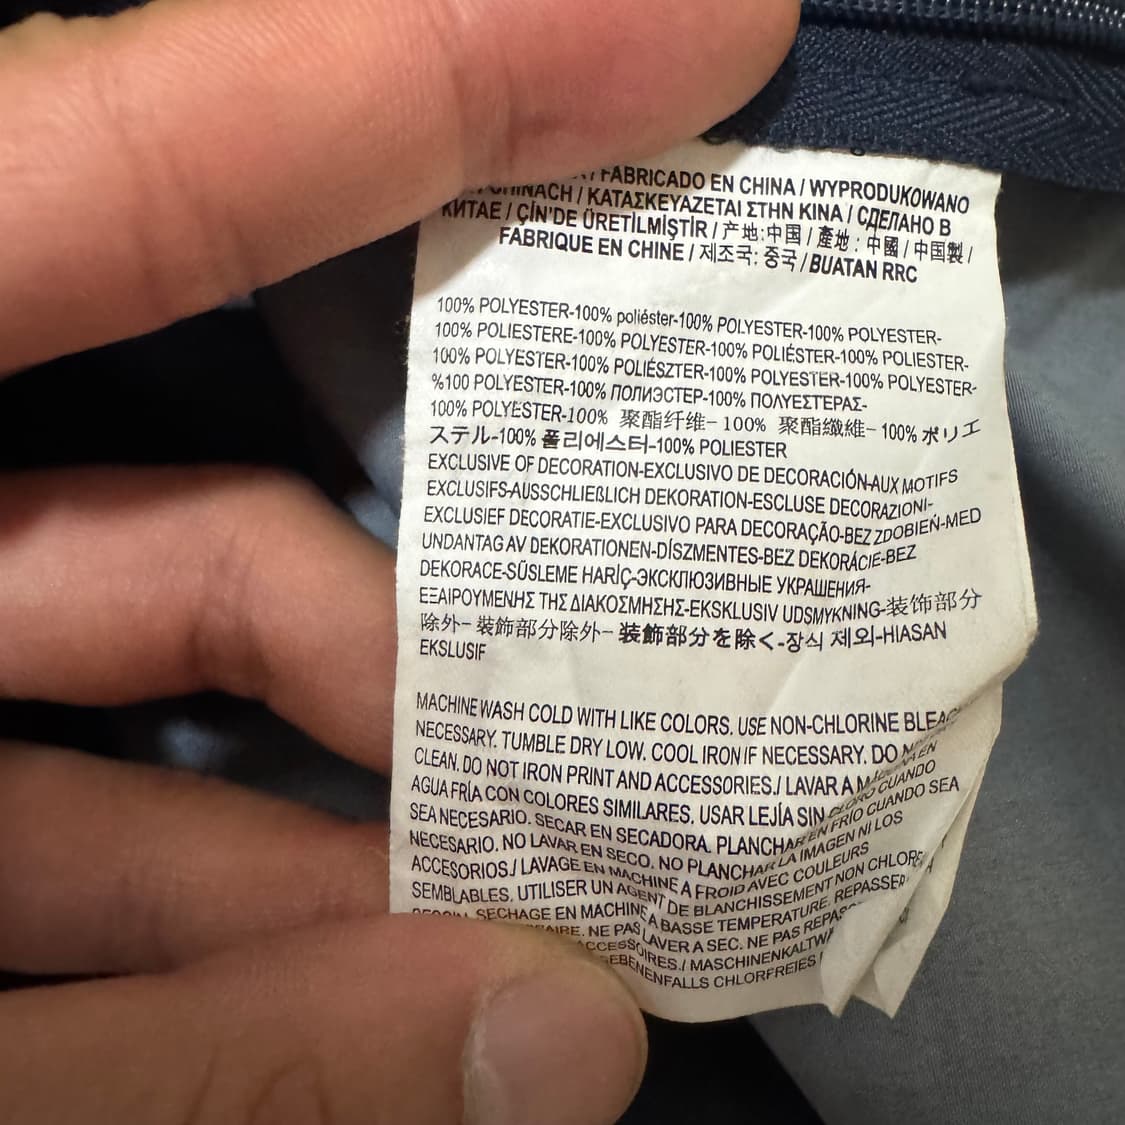 / FABRICADO EN CHINA / WYPRODUKOWANO
CHINACH / ΚΑΤΑΣΚΕΥΑΖΕΤΑΙ ΣΤΗΝ ΚΙΝΑ / СДЕЛАНО В
КИТАЕ / ÇİN'DE ÜRETİLMİŞTİR / 产地:中国 / 產地: 中國 / 中国製 /
FABRIQUE EN CHINE / 제조국: 중국 / BUATAN RRC
100% POLYESTER-100% poliéster-100% POLYESTER-100% POLYESTER-
100% POLIESTERE-100% POLYESTER-100% POLIÉSTER-100% POLIESTER-
100% POLYESTER-100% POLIÉSZTER-100% POLYESTER-100% POLYESTER-
%100 POLYESTER-100% ПОЛИЭСТЕР-100% ΠΟΛΥΕΣΤΕΡΑΣ-
100% POLYESTER-100% 聚酯纤维-100% 聚酯纖維-100% ポリエ
ステル-100% 폴리에스터-100% POLIESTER
EXCLUSIVE OF DECORATION-EXCLUSIVO DE DECORACIÓN-AUX MOTIFS
EXCLUSIFS-AUSSCHLIEßLICH DEKORATION-ESCLUSE DECORAZIONI-
EXCLUSIEF DECORATIE-EXCLUSIVO PARA DECORAÇÃO-BEZ ZDOBIEŃ-MED
UNDANTAG AV DEKORATIONEN-DÍSZMENTES-BEZ DEKORÁCIE-BEZ
DEKORACE-SÜSLEME HARİÇ-ЭКСКЛЮЗИВНЫЕ УКРАШЕНИЯ-
ΕΞΑΙΡΟΥΜΕΝΗΣ ΤΗΣ ΔΙΑΚΟΣΜΗΣΗΣ-EKSKLUSIV UDSMYKNING-装饰部分
除外-裝飾部分除外-装飾部分を除く-장식 제외-HIASAN
EKSLUSIF
MACHINE WASH COLD WITH LIKE COLORS. USE NON-CHLORINE BLEACH
NECESSARY. TUMBLE DRY LOW. COOL IRON IF NECESSARY. DO
CLEAN. DO NOT IRON PRINT AND ACCESSORIES./ LAVAR A MÁQUINA EN
AGUA FRÍA CON COLORES SIMILARES. USAR LEJÍA SIN CLORO CUANDO
SEA NECESARIO. SECAR EN SECADORA. PLANCHAR EN FRÍO CUANDO SEA
NECESARIO. NO LAVAR EN SECO. NO PLANCHAR LA IMAGEN NI LOS
ACCESORIOS./ LAVAGE EN MACHINE A FROID AVEC COULEURS
SEMBLABLES. UTILISER UN AGENT DE BLANCHISSEMENT NON CHLORE
SECHAGE EN MACHINE A BASSE TEMPERATURE. REPASSER
NE PAS LAVER A SEC. NE PAS
MASCHINENKALTWÄ
CHLORFREIES